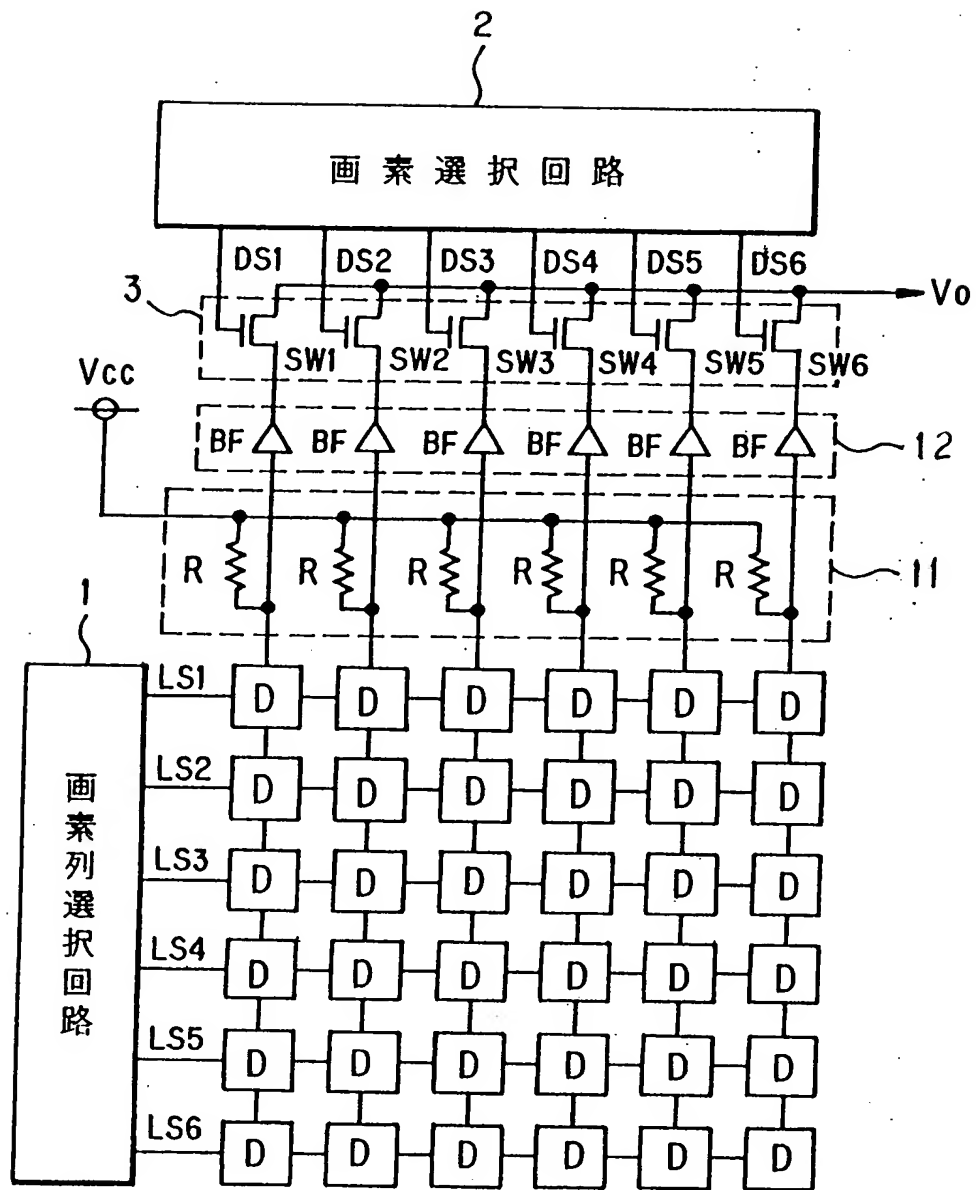 2
画素選択回路
DS1 DS2 DS3 DS4 DS5 DS6
3
Vo
SW1 SW2 SW3 SW4 SW5 SW6
Vcc
BF BF BF BF BF BF
12
R R R R R R
11
1
画素列選択回路
LS1 D D D D D D
LS2 D D D D D D
LS3 D D D D D D
LS4 D D D D D D
LS5 D D D D D D
LS6 D D D D D D